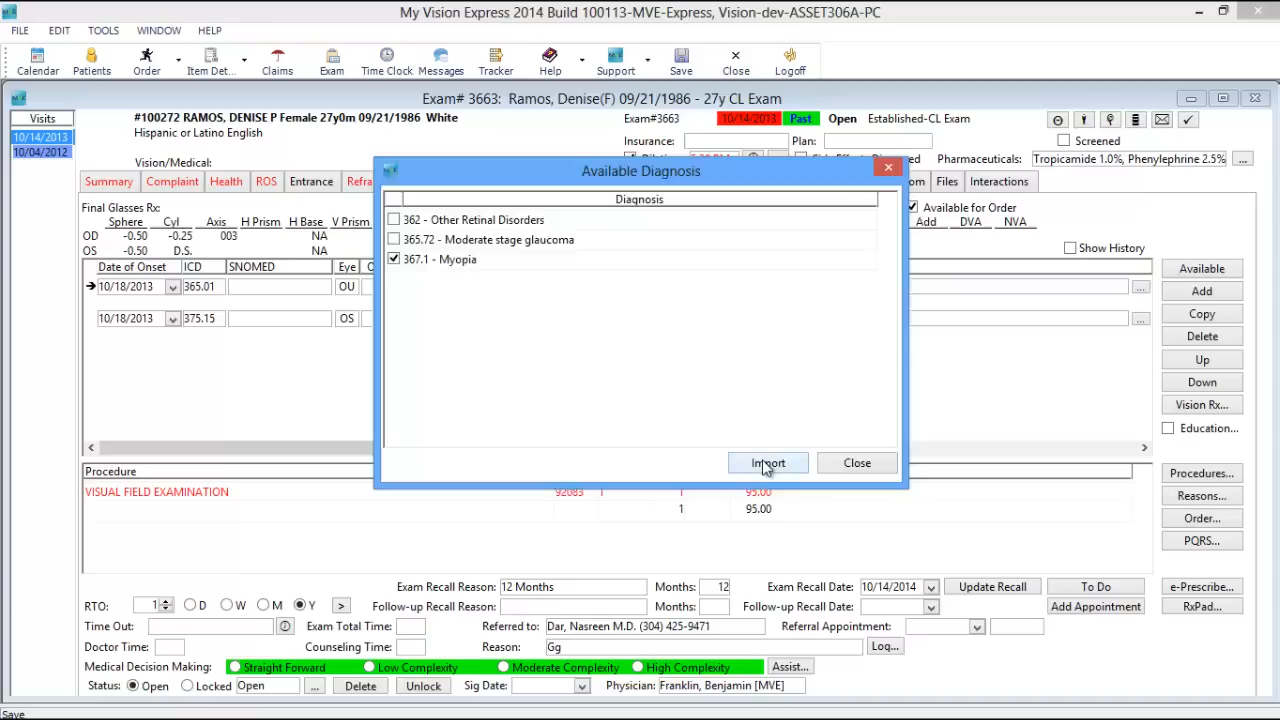 My Vision Express 2014 Build 100113-MVE-Express, Vision-dev-ASSET306A-PC
FILE EDIT TOOLS WINDOW HELP
Calendar Patients Order Item Det... Claims Exam Time Clock Messages Tracker Help Support Save Close Logoff
Exam# 3663: Ramos, Denise(F) 09/21/1986 - 27y CL Exam
Visits
10/14/2013
10/04/2012
#100272 RAMOS, DENISE P Female 27y0m 09/21/1986 White
Hispanic or Latino English
Vision/Medical:
Exam#3663 10/14/2013 Past Open Established-CL Exam
Insurance: Plan: Screened
Pharmaceuticals: Tropicamide 1.0%, Phenylephrine 2.5% ...
Summary Complaint Health ROS Entrance Refra
om Files Interactions
Final Glasses Rx:
Available for Order
Sphere Cyl Axis H Prism H Base V Prism
Add DVA NVA
OD -0.50 -0.25 003 NA
OS -0.50 D.S. NA
Show History
Date of Onset ICD SNOMED Eye
10/18/2013 365.01 OU ...
10/18/2013 375.15 OS ...
Available Diagnosis
Diagnosis
362 - Other Retinal Disorders
365.72 - Moderate stage glaucoma
367.1 - Myopia
Import Close
Available
Add
Copy
Delete
Up
Down
Vision Rx...
Education...
Procedure
VISUAL FIELD EXAMINATION 92083 1 1 95.00
1 95.00
Procedures...
Reasons...
Order...
PQRS...
Exam Recall Reason: 12 Months Months: 12 Exam Recall Date: 10/14/2014 Update Recall To Do e-Prescribe...
RTO: 1 D W M Y > Follow-up Recall Reason: Months: Follow-up Recall Date: Add Appointment RxPad...
Time Out: Exam Total Time: Referred to: Dar, Nasreen M.D. (304) 425-9471 Referral Appointment:
Doctor Time: Counseling Time: Reason: Gg Log...
Medical Decision Making: Straight Forward Low Complexity Moderate Complexity High Complexity Assist...
Status: Open Locked Open ... Delete Unlock Sig Date: Physician: Franklin, Benjamin [MVE]
Save